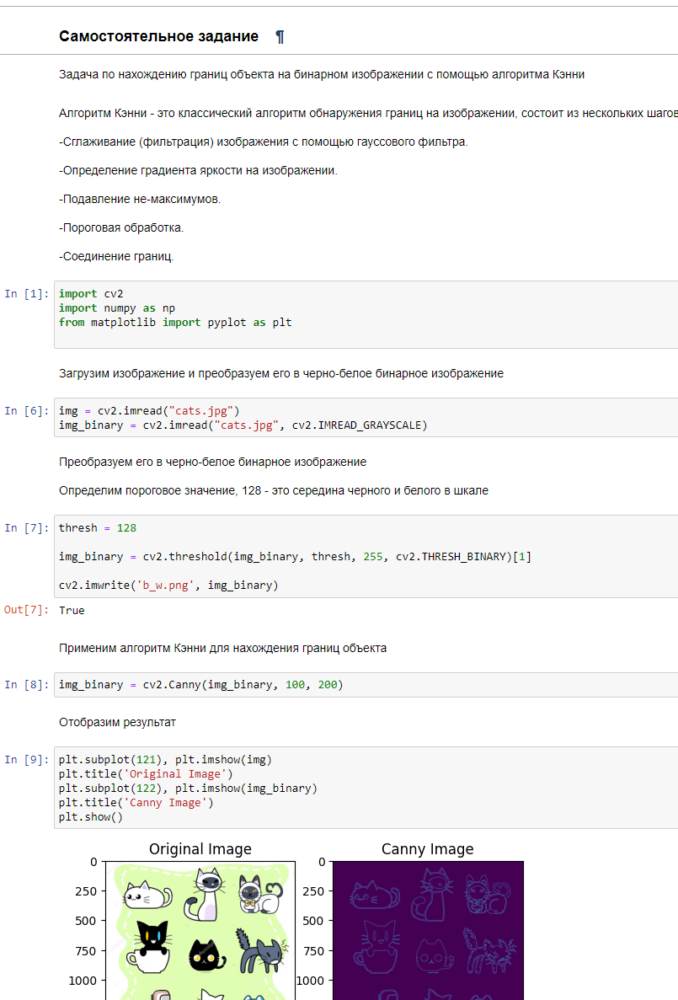 Самостоятельное задание ¶
Задача по нахождению границ объекта на бинарном изображении с помощью алгоритма Кэнни
Алгоритм Кэнни - это классический алгоритм обнаружения границ на изображении, состоит из нескольких шагов
-Сглаживание (фильтрация) изображения с помощью гауссового фильтра.
-Определение градиента яркости на изображении.
-Подавление не-максимумов.
-Пороговая обработка.
-Соединение границ.
In [1]: import cv2
import numpy as np
from matplotlib import pyplot as plt
Загрузим изображение и преобразуем его в черно-белое бинарное изображение
In [6]: img = cv2.imread("cats.jpg")
img_binary = cv2.imread("cats.jpg", cv2.IMREAD_GRAYSCALE)
Преобразуем его в черно-белое бинарное изображение
Определим пороговое значение, 128 - это середина черного и белого в шкале
In [7]: thresh = 128
img_binary = cv2.threshold(img_binary, thresh, 255, cv2.THRESH_BINARY)[1]
cv2.imwrite('b_w.png', img_binary)
Out[7]: True
Применим алгоритм Кэнни для нахождения границ объекта
In [8]: img_binary = cv2.Canny(img_binary, 100, 200)
Отобразим результат
In [9]: plt.subplot(121), plt.imshow(img)
plt.title('Original Image')
plt.subplot(122), plt.imshow(img_binary)
plt.title('Canny Image')
plt.show()
Original Image Canny Image
0 0
250 250
500 500
750 750
1000 1000